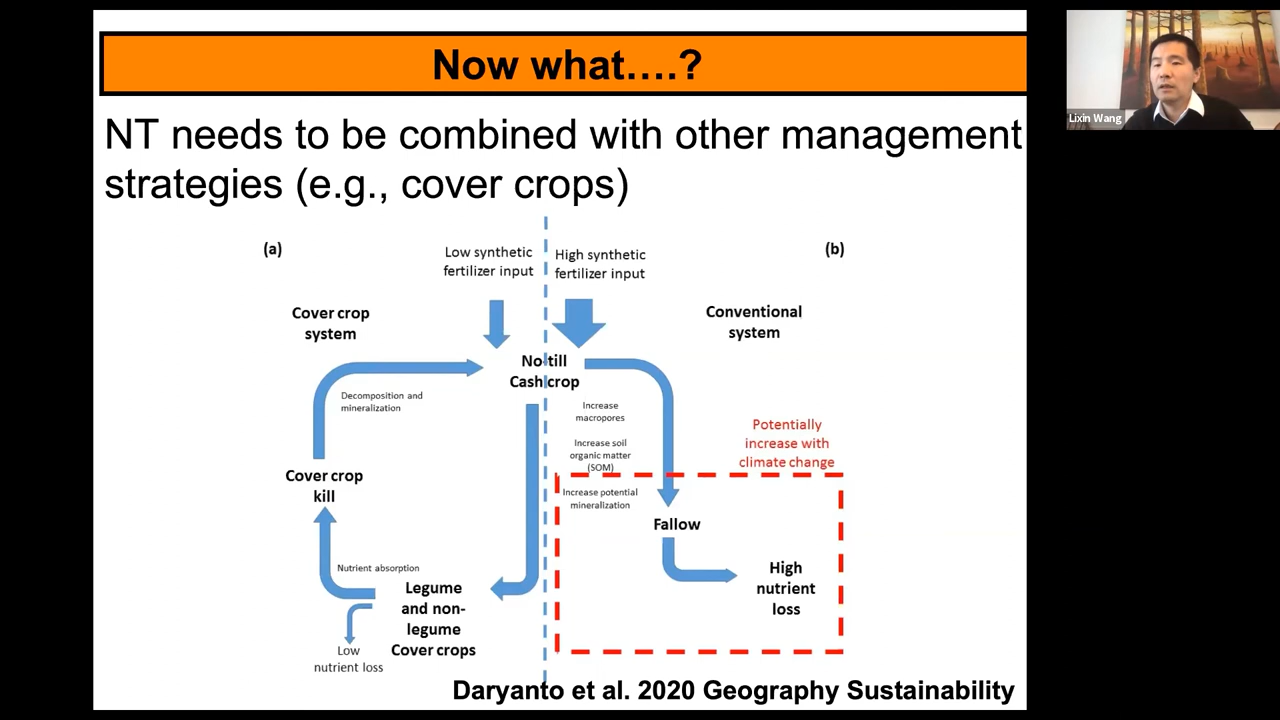 Now what....?
NT needs to be combined with other management
strategies (e.g., cover crops)
(a)
Low synthetic
fertilizer input
High synthetic
fertilizer input
(b)
Cover crop
system
Conventional
system
No-till
Cash crop
Decomposition and
mineralization
Increase
macropores
Increase soil
organic matter
(SOM)
Increase potential
mineralization
Potentially
increase with
climate change
Cover crop
kill
Fallow
Nutrient absorption
High
nutrient
loss
Legume
and non-
legume
Cover crops
Low
nutrient loss
Daryanto et al. 2020 Geography Sustainability
Lixin Wang